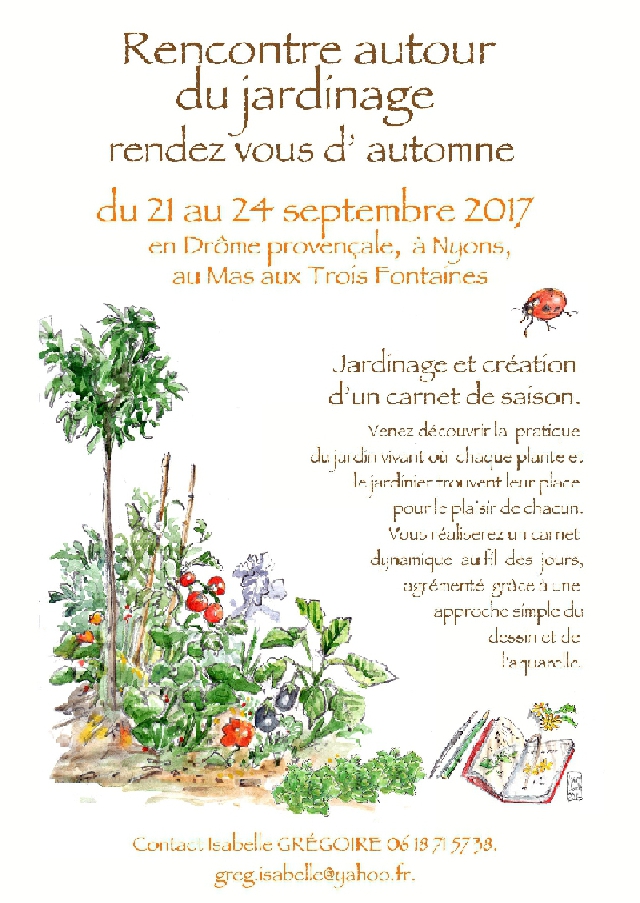 Rencontre autour
du jardinage
rendez vous d' automne
du 21 au 24 septembre 2017
en Drôme provençale, à Nyons,
au Mas aux Trois Fontaines
Jardinage et création
d'un carnet de saison.
Venez découvrir la pratique
du jardin vivant où chaque plante et
le jardinier trouvent leur place
pour le plaisir de chacun.
Vous réaliserez un carnet
dynamique au fil des jours,
agrémenté grâce à une
approche simple du
dessin et de
l'aquarelle.
Contact Isabelle GRÉGOIRE 06 18 71 57 38.
greg.isabelle@yahoo.fr.